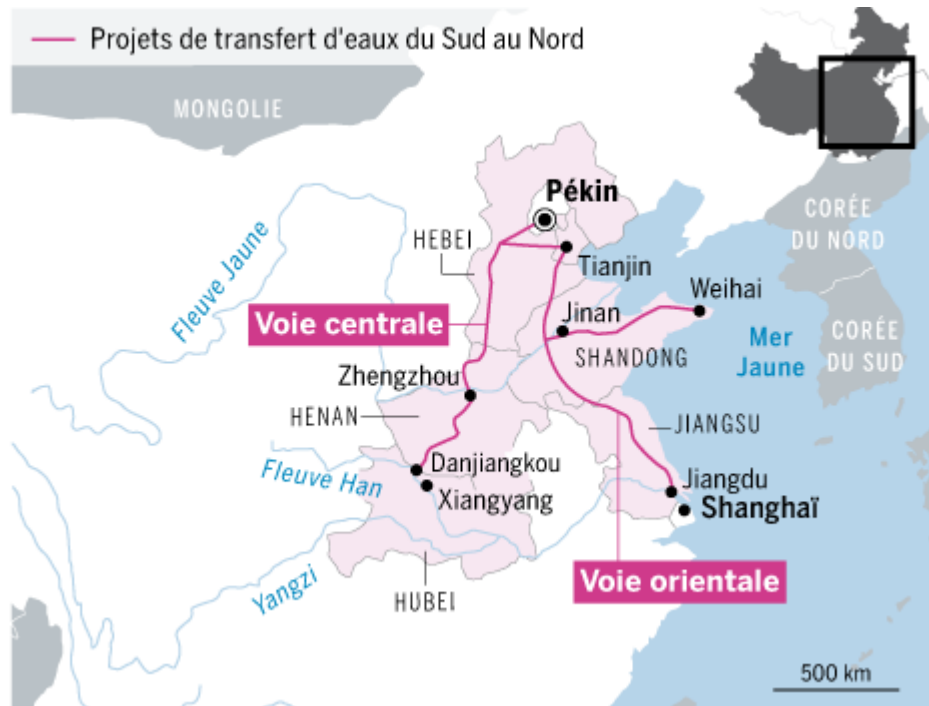 Projets de transfert d'eaux du Sud au Nord
MONGOLIE
Pékin
CORÉE
DU NORD
HEBEI
Tianjin
Fleuve Jaune
Weihai
Voie centrale
Jinan
Mer
Jaune
CORÉE
DU SUD
SHANDONG
Zhengzhou
HENAN
JIANGSU
Fleuve Han
Danjiangkou
Xiangyang
Jiangdu
Shanghaï
Yangzi
Voie orientale
HUBEI
500 km